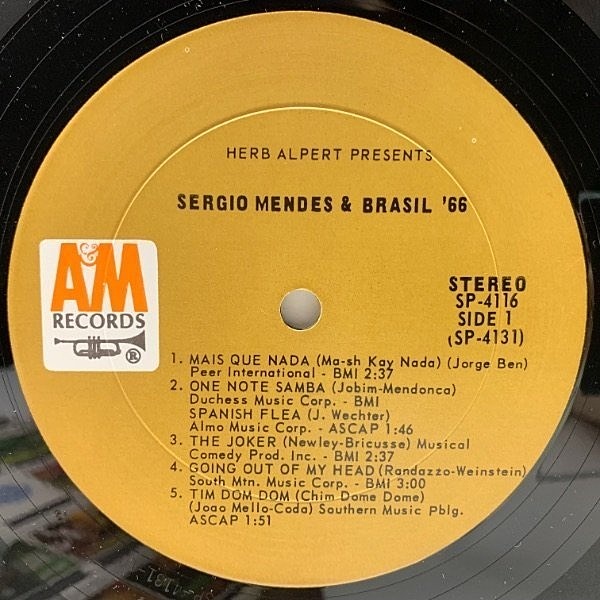 HERB ALPERT PRESENTS
SERGIO MENDES & BRASIL '66
A&M
RECORDS
®
STEREO
SP-4116
SIDE 1
(SP-4131)
1. MAIS QUE NADA (Ma-sh Kay Nada) (Jorge Ben)
Peer International - BMI 2:37
2. ONE NOTE SAMBA (Jobim-Mendonca)
Duchess Music Corp. - BMI
SPANISH FLEA (J. Wechter)
Almo Music Corp. - ASCAP 1:46
3. THE JOKER (Newley-Bricusse) Musical
Comedy Prod. Inc. - BMI 2:37
4. GOING OUT OF MY HEAD (Randazzo-Weinstein)
South Mtn. Music Corp. - BMI 3:00
5. TIM DOM DOM (Chim Dome Dome)
(Joao Mello-Coda) Southern Music Pblg.
ASCAP 1:51